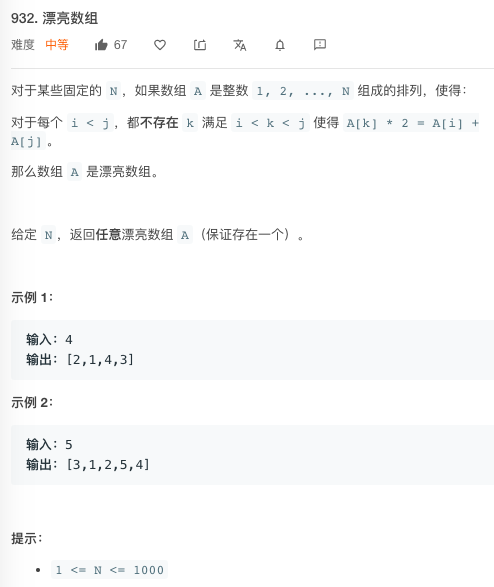 932. 漂亮数组
难度 中等 67
对于某些固定的 N，如果数组 A 是整数 1, 2, ..., N 组成的排列，使得：
对于每个 i < j，都不存在 k 满足 i < k < j 使得 A[k] * 2 = A[i] +
A[j]。
那么数组 A 是漂亮数组。
给定 N，返回任意漂亮数组 A（保证存在一个）。
示例 1：
输入：4
输出：[2,1,4,3]
示例 2：
输入：5
输出：[3,1,2,5,4]
提示：
• 1 <= N <= 1000